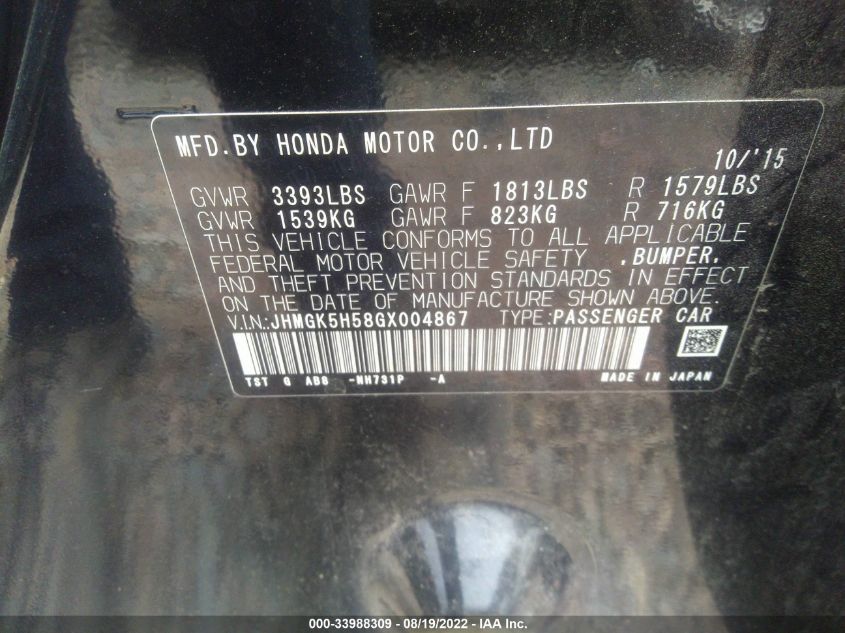 MFD.BY HONDA MOTOR CO.,LTD 10/'15
GVWR 3393LBS GAWR F 1813LBS R 1579LBS
GVWR 1539KG GAWR F 823KG R 716KG
THIS VEHICLE CONFORMS TO ALL APPLICABLE
FEDERAL MOTOR VEHICLE SAFETY ,BUMPER,
AND THEFT PREVENTION STANDARDS IN EFFECT
ON THE DATE OF MANUFACTURE SHOWN ABOVE.
V.I.N.:JHMGK5H58GX004867 TYPE:PASSENGER CAR
TST G AB6 -NH731P -A MADE IN JAPAN
000-33988309 - 08/19/2022 - IAA Inc.